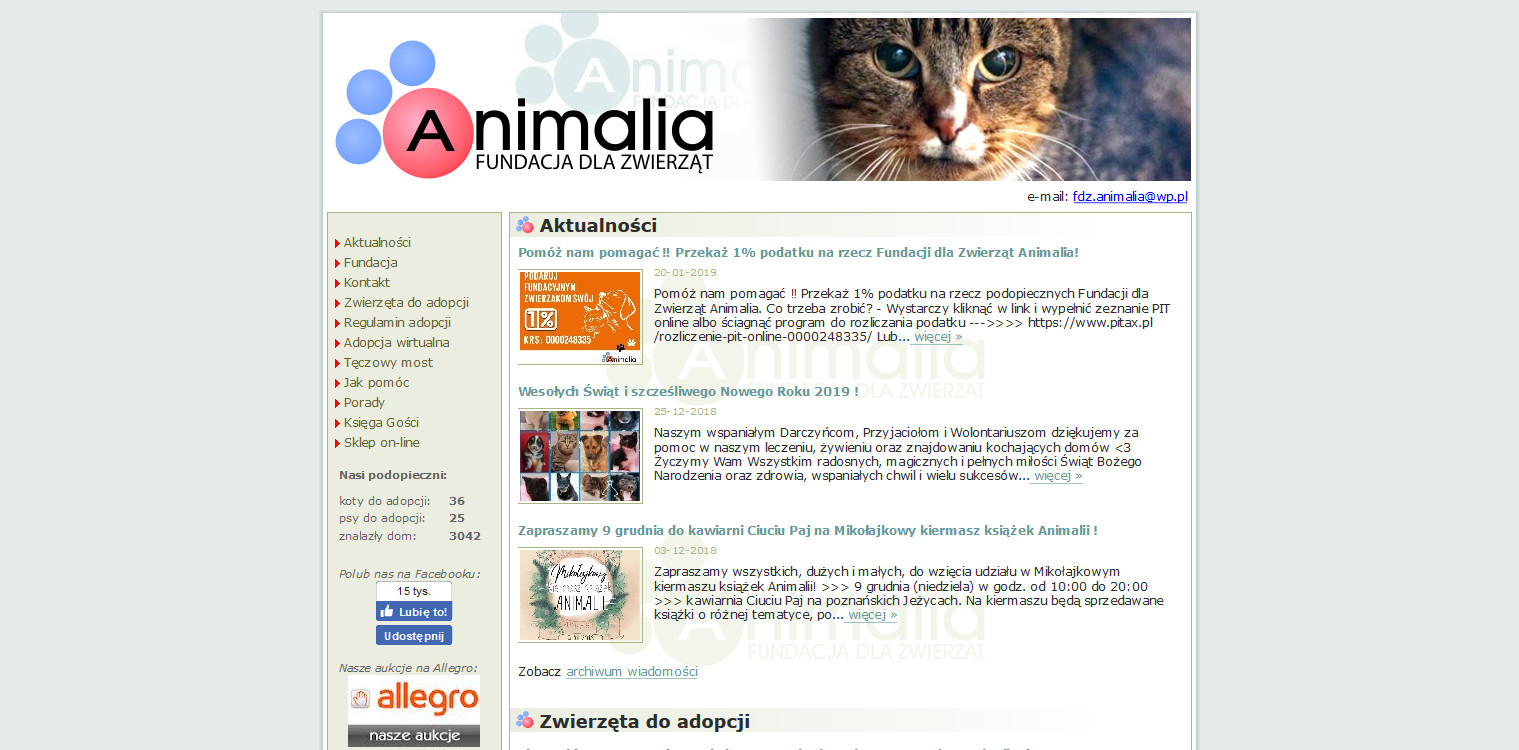 Animalia
FUNDACJA DLA ZWIERZĄT
e-mail: fdz.animalia@wp.pl
Aktualności
Fundacja
Kontakt
Zwierzęta do adopcji
Regulamin adopcji
Adopcja wirtualna
Tęczowy most
Jak pomóc
Porady
Księga Gości
Sklep on-line
Nasi podopieczni:
koty do adopcji: 36
psy do adopcji: 25
znalazły dom: 3042
Polub nas na Facebooku:
15 tys.
Lubię to!
Udostępnij
Nasze aukcje na Allegro:
allegro
nasze aukcje
Aktualności
Pomóż nam pomagać !! Przekaż 1% podatku na rzecz Fundacji dla Zwierząt Animalia!
PODARUJ
FUNDACYJNYM
ZWIERZAKOM SWÓJ
1%
KRS: 0000248335
Animalia
20-01-2019
Pomóż nam pomagać !! Przekaż 1% podatku na rzecz podopiecznych Fundacji dla
Zwierząt Animalia. Co trzeba zrobić? - Wystarczy kliknąć w link i wypełnić zeznanie PIT
online albo ściagnąć program do rozliczania podatku --->>>> https://www.pitax.pl
/rozliczenie-pit-online-0000248335/ Lub... więcej »
Wesołych Świąt i szcześliwego Nowego Roku 2019 !
25-12-2018
Naszym wspaniałym Darczyńcom, Przyjaciołom i Wolontariuszom dziękujemy za
pomoc w naszym leczeniu, żywieniu oraz znajdowaniu kochających domów <3
Życzymy Wam Wszystkim radosnych, magicznych i pełnych miłości Świąt Bożego
Narodzenia oraz zdrowia, wspaniałych chwil i wielu sukcesów... więcej »
Zapraszamy 9 grudnia do kawiarni Ciuciu Paj na Mikołajkowy kiermasz książek Animalii !
Mikołajkowy
kiermasz książek
ANIMALII
03-12-2018
Zapraszamy wszystkich, dużych i małych, do wzięcia udziału w Mikołajkowym
kiermaszu książek Animalii! >>> 9 grudnia (niedziela) w godz. od 10:00 do 20:00
>>> kawiarnia Ciuciu Paj na poznańskich Jeżycach. Na kiermaszu będą sprzedawane
książki o różnej tematyce, po... więcej »
Zobacz archiwum wiadomości
Zwierzęta do adopcji